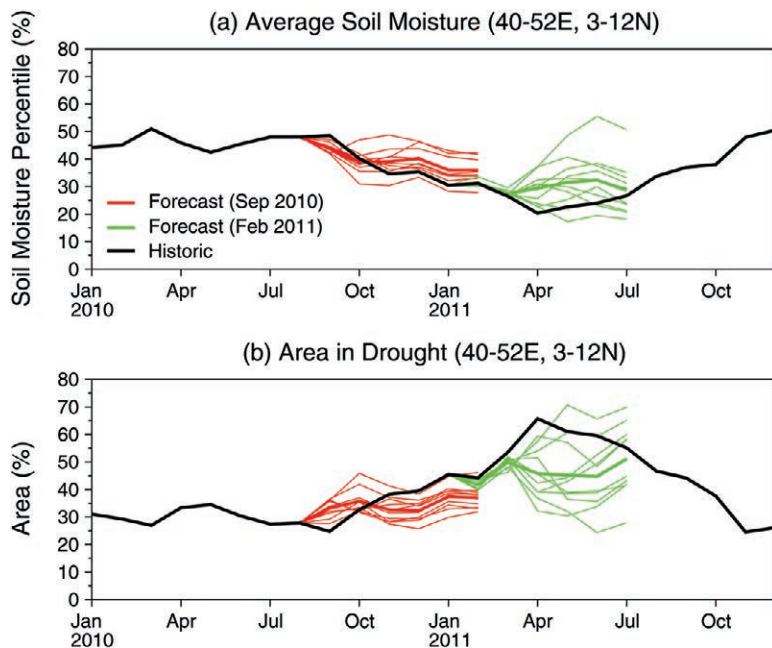 (a) Average Soil Moisture (40-52E, 3-12N)
Soil Moisture Percentile (%)
80
70
60
50
40
30
20
10
0
Forecast (Sep 2010)
Forecast (Feb 2011)
Historic
Jan Apr Jul Oct Jan Apr Jul Oct
2010 2011
(b) Area in Drought (40-52E, 3-12N)
Area (%)
80
70
60
50
40
30
20
10
0
Jan Apr Jul Oct Jan Apr Jul Oct
2010 2011